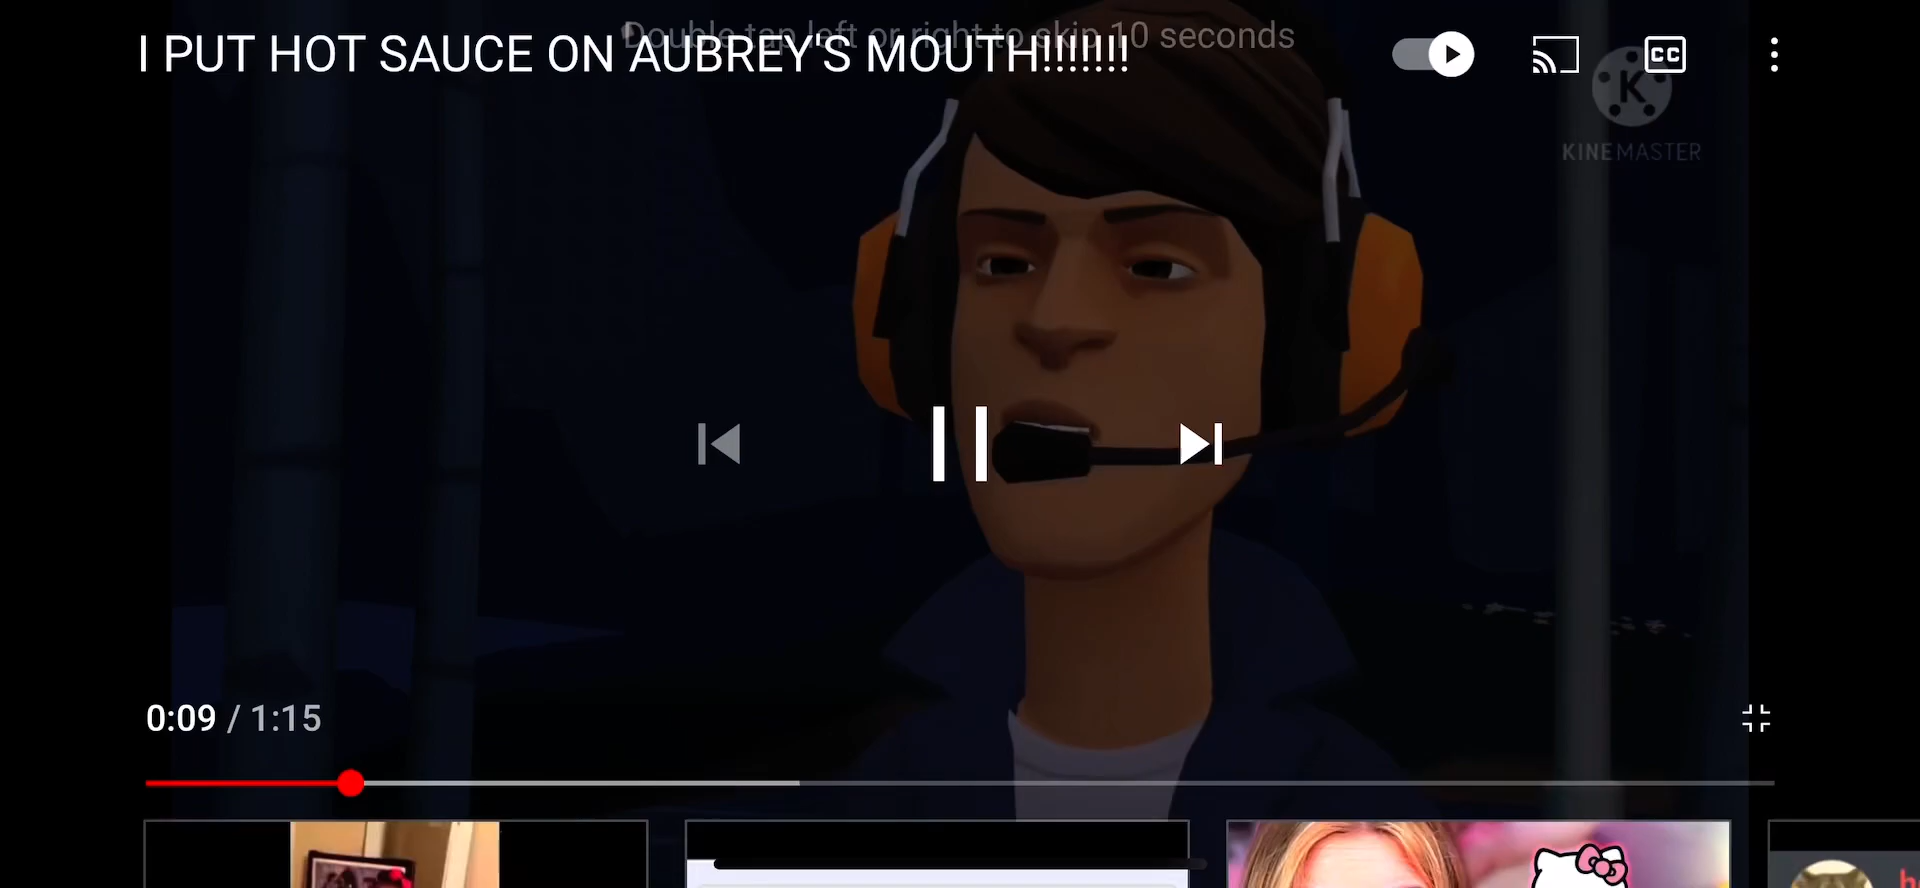 Double tap left or right to skip 10 seconds
I PUT HOT SAUCE ON AUBREY'S MOUTH!!!!!!!
CC
K
KINEMASTER
0:09 / 1:15